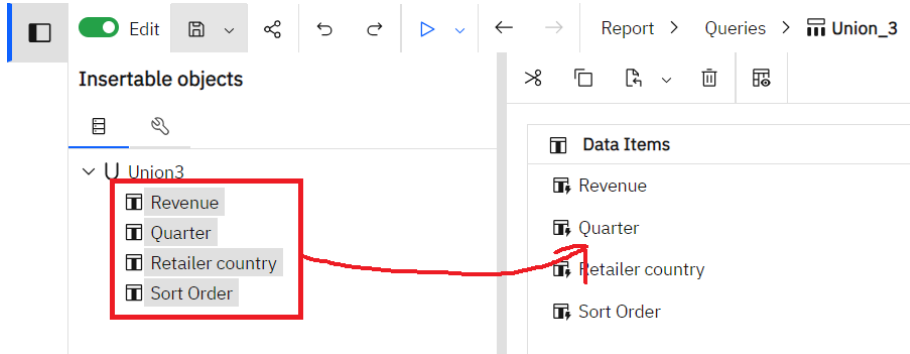 Edit
Report > Queries > Union_3
Insertable objects
Union3
Revenue
Quarter
Retailer country
Sort Order
Data Items
Revenue
Quarter
Retailer country
Sort Order